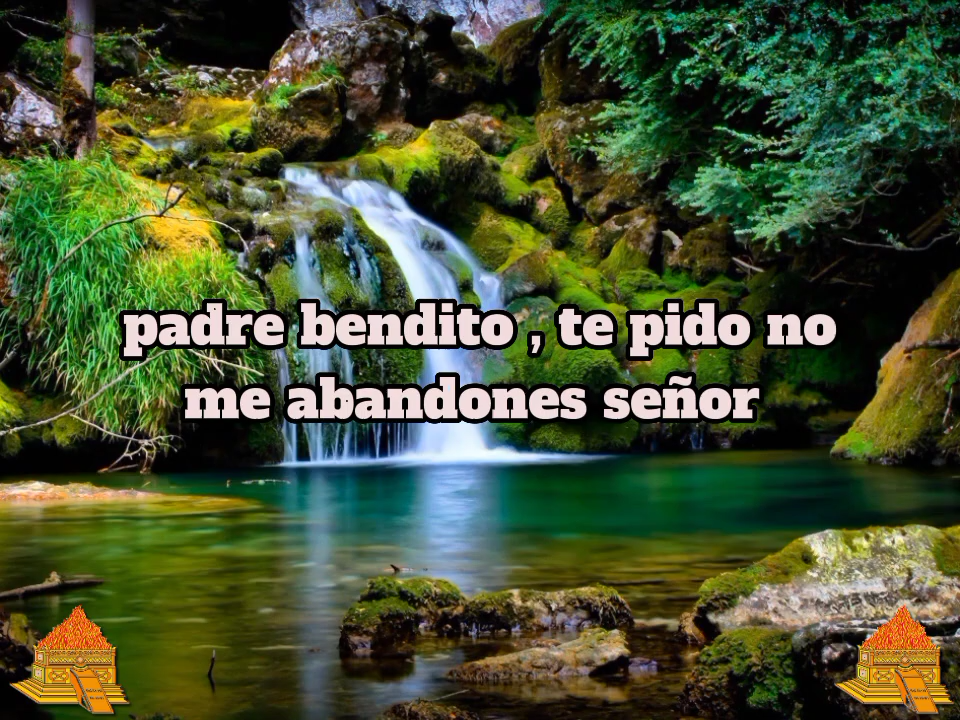 padre bendito , te pido no
me abandones señor